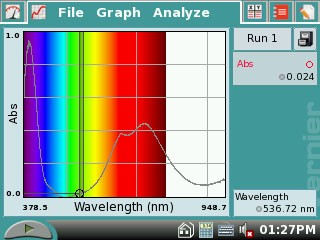 File Graph Analyze
1.0
Abs
0.0
378.5
Wavelength (nm)
948.7
Run 1
Abs
0.024
Vernier
Wavelength
536.72 nm
01:27PM